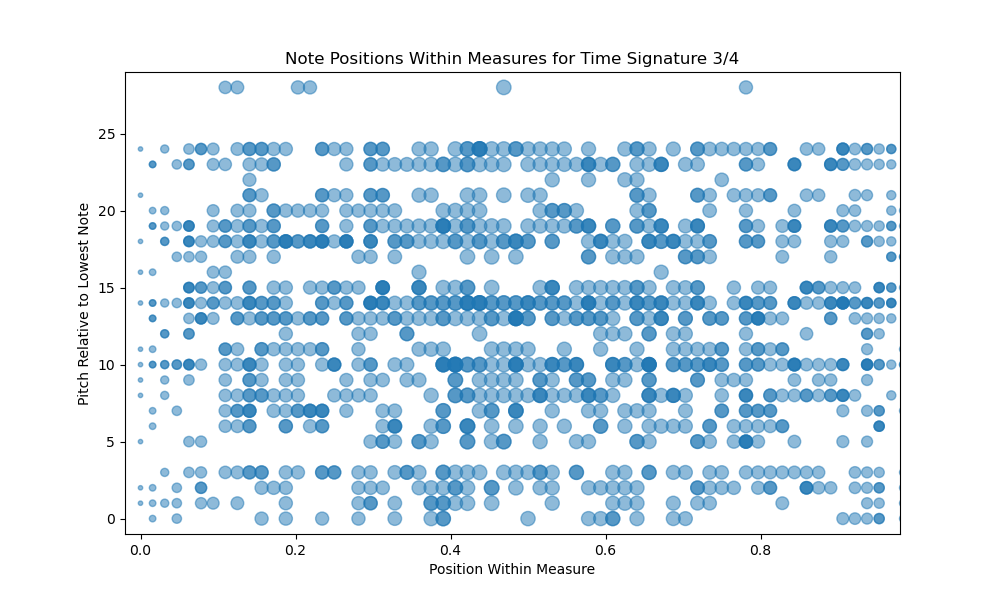 Note Positions Within Measures for Time Signature 3/4
25
20
15
10
5
0
Pitch Relative to Lowest Note
0.0 0.2 0.4 0.6 0.8
Position Within Measure